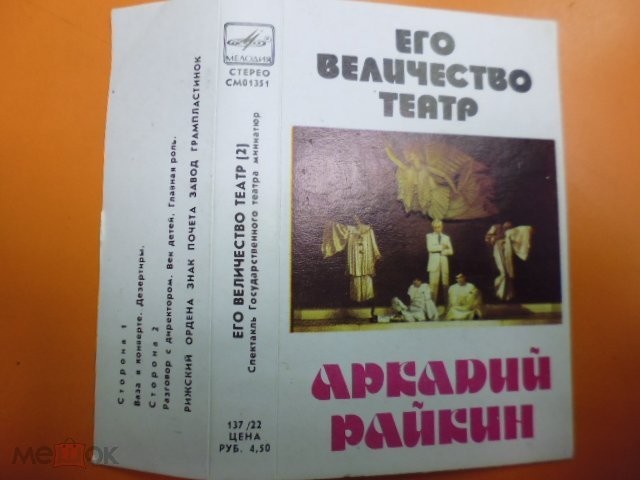 Сторона 1
Ваза в конверте. Дезертиры.
Сторона 2
Разговор с директором. Век детей. Главная роль.
РИЖСКИЙ ОРДЕНА ЗНАК ПОЧЕТА ЗАВОД ГРАМПЛАСТИНОК
МЕЛОДИЯ
СТЕРЕО
СМ01351
ЕГО ВЕЛИЧЕСТВО ТЕАТР (2)
Спектакль Государственного театра миниатюр
137/22
ЦЕНА
РУБ. 4,50
ЕГО
ВЕЛИЧЕСТВО
ТЕАТР
АРКАДИЙ
РАЙКИН
мешок